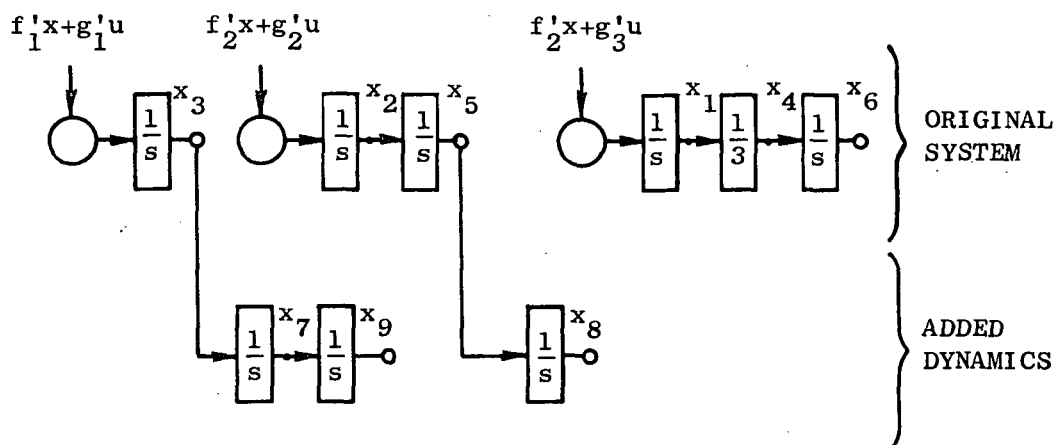 f'₁x+g'₁u
f'₂x+g'₂u
f'₂x+g'₃u
1/s
x₃
1/s
x₂
1/s
x₅
1/s
x₁
1/3
x₄
1/s
x₆
ORIGINAL
SYSTEM
1/s
x₇
1/s
x₉
1/s
x₈
ADDED
DYNAMICS